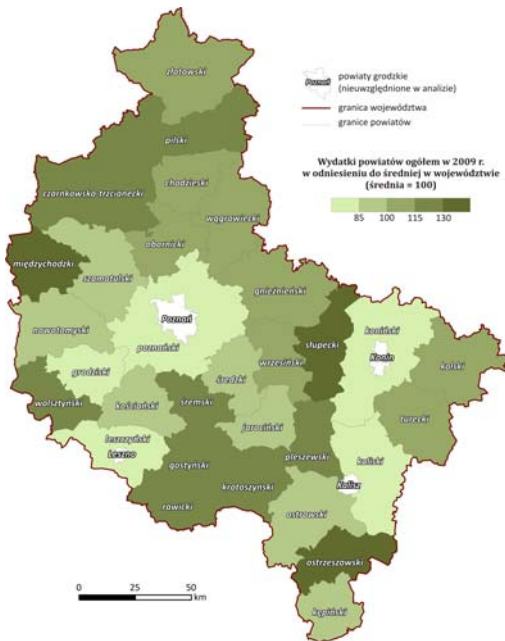 złotowski
pilski
czarnkowsko-trzcianecki
chodzieski
wągrowiecki
obornicki
międzychodzki
szamotulski
gnieźnieński
Poznań
poznański
nowotomyski
słupecki
koniński
Konin
kolski
grodziski
wrzesiński
średzki
wolsztyński
kościański
śremski
turecki
jarociński
leszczyński
Leszno
pleszewski
kaliski
gostyński
krotoszyński
Kalisz
rawicki
ostrowski
ostrzeszowski
kępiński
Poznań
powiaty grodzkie
(nieuwzględnione w analizie)
granica województwa
granice powiatów
Wydatki powiatów ogółem w 2009 r.
w odniesieniu do średniej w województwie
(średnia = 100)
85 100 115 130
0 25 50
km